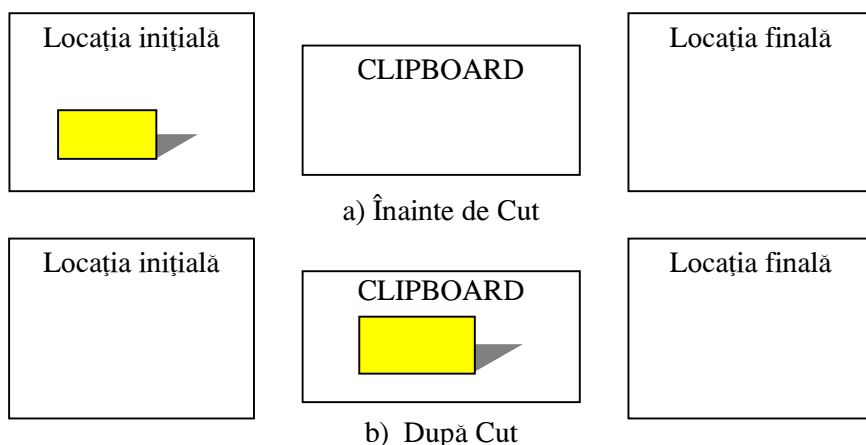 Locaţia iniţială
CLIPBOARD
Locaţia finală
a) Înainte de Cut
Locaţia iniţială
CLIPBOARD
Locaţia finală
b) După Cut